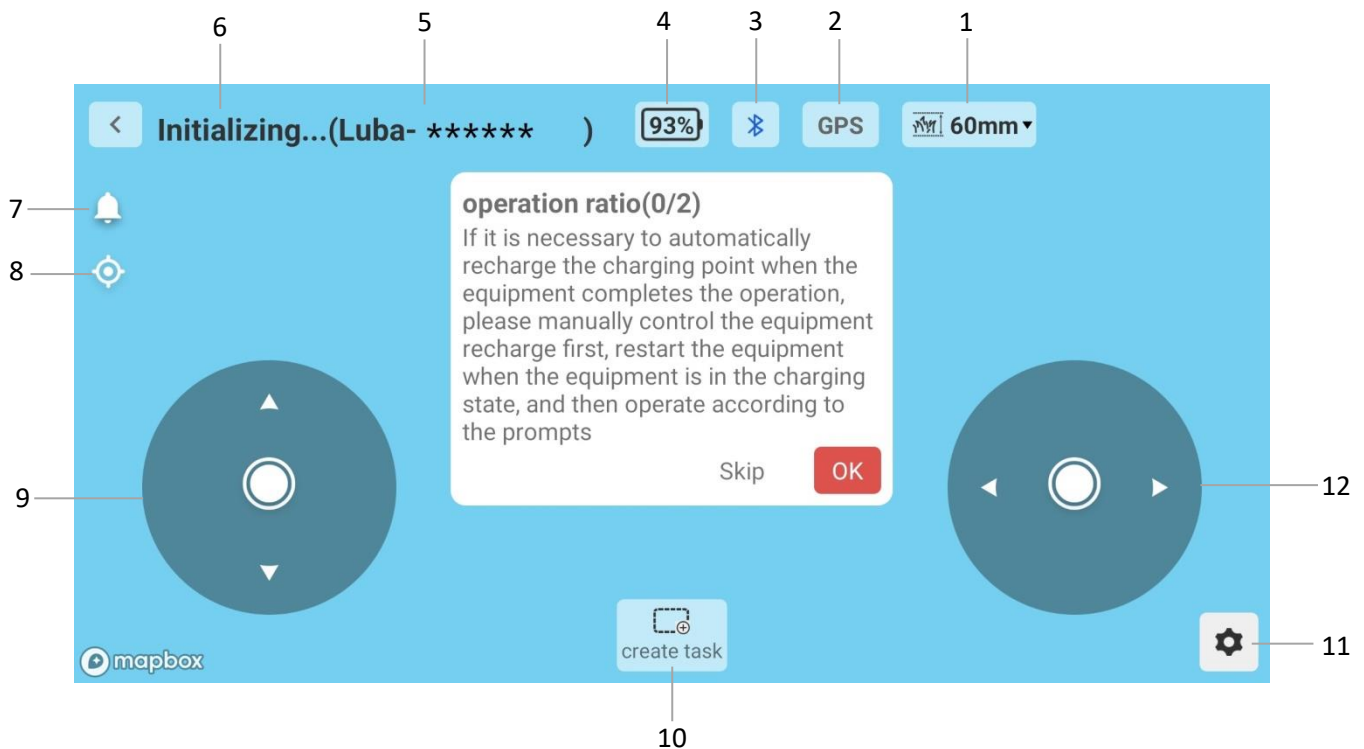 6 5 4 3 2 1
Initializing...(Luba- ****** ) 93% GPS 60mm
7
8
operation ratio(0/2)
If it is necessary to automatically
recharge the charging point when the
equipment completes the operation,
please manually control the equipment
recharge first, restart the equipment
when the equipment is in the charging
state, and then operate according to
the prompts
Skip OK
9 12
create task
mapbox
11
10